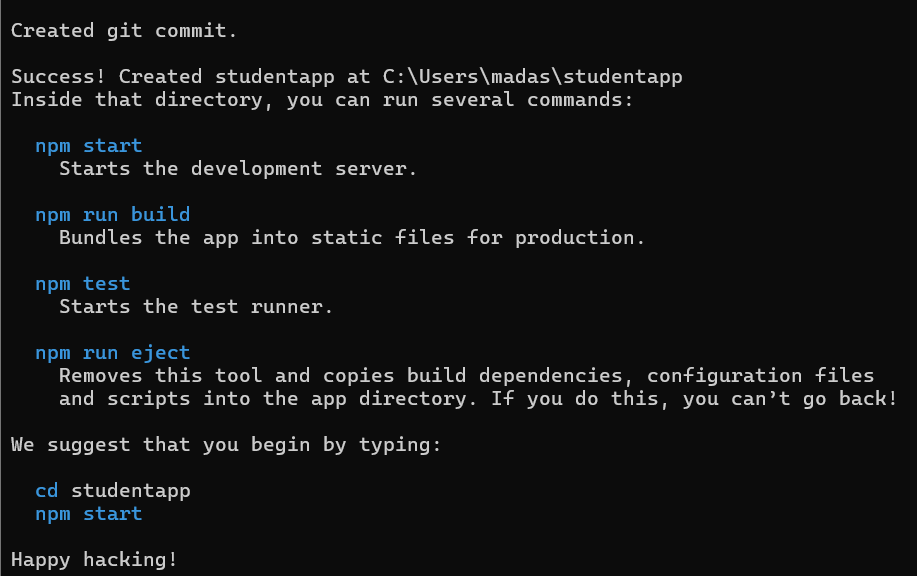 Created git commit.
Success! Created studentapp at C:\Users\madas\studentapp
Inside that directory, you can run several commands:
npm start
Starts the development server.
npm run build
Bundles the app into static files for production.
npm test
Starts the test runner.
npm run eject
Removes this tool and copies build dependencies, configuration files
and scripts into the app directory. If you do this, you can’t go back!
We suggest that you begin by typing:
cd studentapp
npm start
Happy hacking!